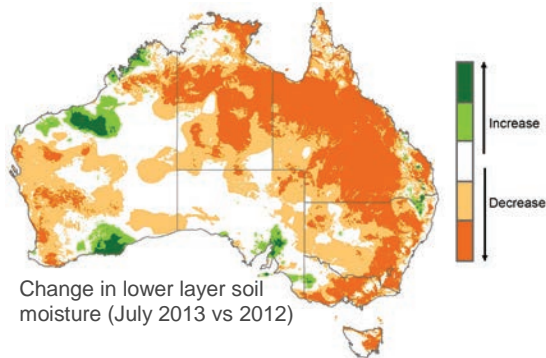 Increase
Decrease
Change in lower layer soil
moisture (July 2013 vs 2012)